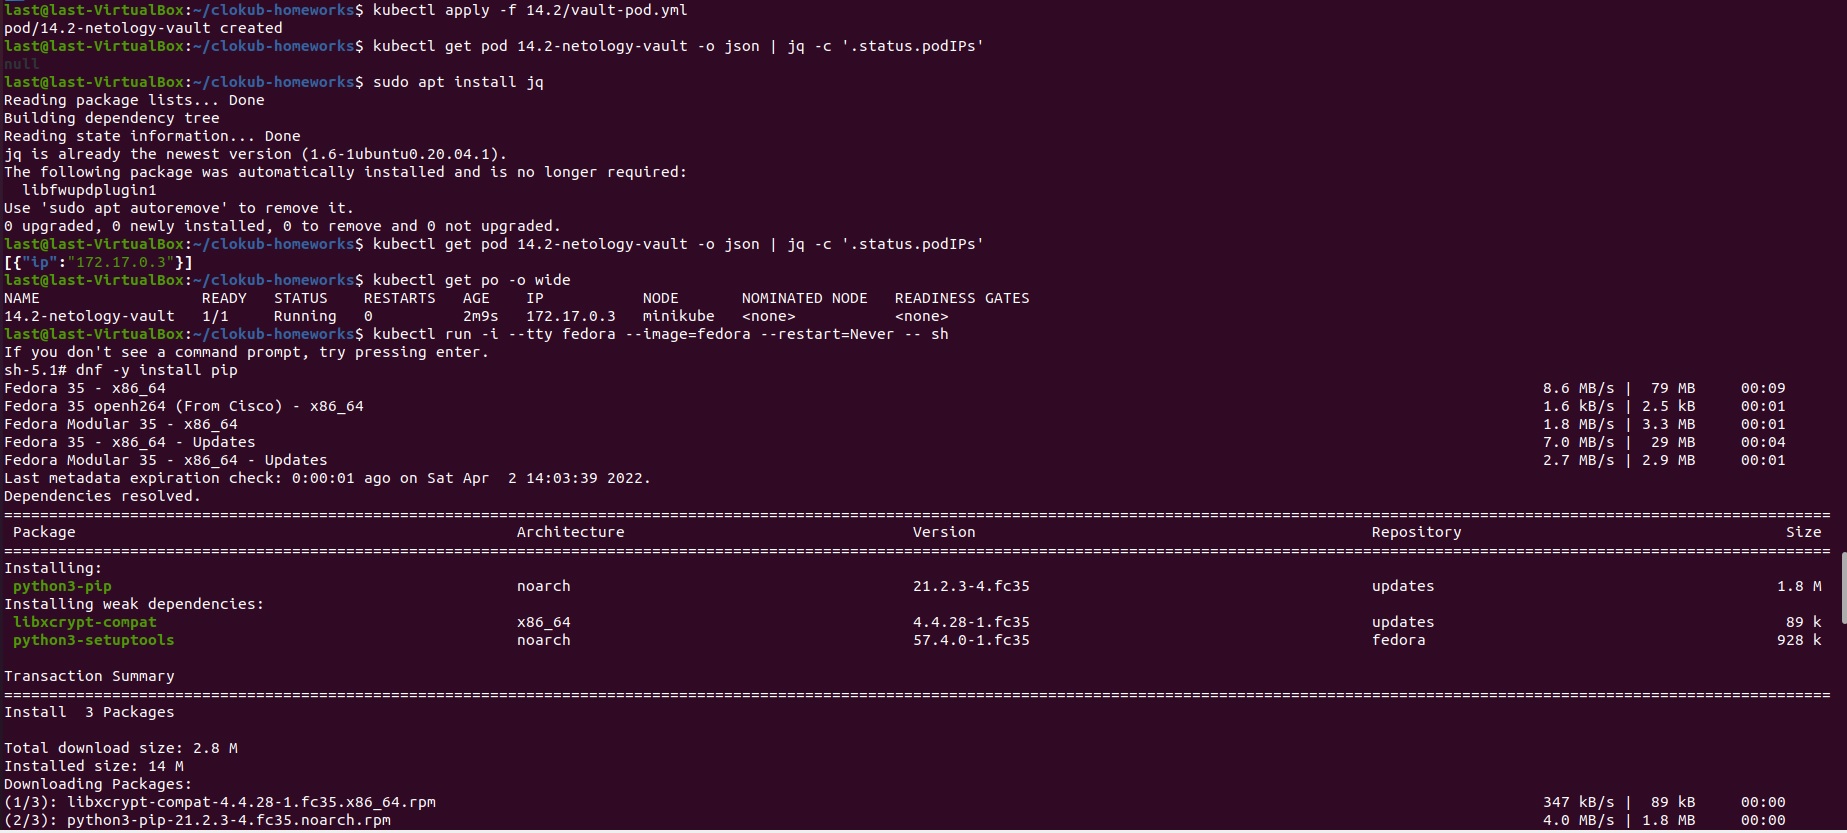 last@last-VirtualBox:~/clokub-homeworks$ kubectl apply -f 14.2/vault-pod.yml
pod/14.2-netology-vault created
last@last-VirtualBox:~/clokub-homeworks$ kubectl get pod 14.2-netology-vault -o json | jq -c '.status.podIPs'
null
last@last-VirtualBox:~/clokub-homeworks$ sudo apt install jq
Reading package lists... Done
Building dependency tree
Reading state information... Done
jq is already the newest version (1.6-1ubuntu0.20.04.1).
The following package was automatically installed and is no longer required:
  libfwupdplugin1
Use 'sudo apt autoremove' to remove it.
0 upgraded, 0 newly installed, 0 to remove and 0 not upgraded.
last@last-VirtualBox:~/clokub-homeworks$ kubectl get pod 14.2-netology-vault -o json | jq -c '.status.podIPs'
[{"ip":"172.17.0.3"}]
last@last-VirtualBox:~/clokub-homeworks$ kubectl get po -o wide
NAME                  READY   STATUS    RESTARTS   AGE    IP           NODE       NOMINATED NODE   READINESS GATES
14.2-netology-vault   1/1     Running   0          2m9s   172.17.0.3   minikube   <none>           <none>
last@last-VirtualBox:~/clokub-homeworks$ kubectl run -i --tty fedora --image=fedora --restart=Never -- sh
If you don't see a command prompt, try pressing enter.
sh-5.1# dnf -y install pip
Fedora 35 - x86_64    8.6 MB/s |  79 MB     00:09
Fedora 35 openh264 (From Cisco) - x86_64    1.6 kB/s | 2.5 kB     00:01
Fedora Modular 35 - x86_64    1.8 MB/s | 3.3 MB     00:01
Fedora 35 - x86_64 - Updates    7.0 MB/s |  29 MB     00:04
Fedora Modular 35 - x86_64 - Updates    2.7 MB/s | 2.9 MB     00:01
Last metadata expiration check: 0:00:01 ago on Sat Apr  2 14:03:39 2022.
Dependencies resolved.
Package    Architecture    Version    Repository    Size
Installing:
python3-pip    noarch    21.2.3-4.fc35    updates    1.8 M
Installing weak dependencies:
libxcrypt-compat    x86_64    4.4.28-1.fc35    updates    89 k
python3-setuptools    noarch    57.4.0-1.fc35    fedora    928 k
Transaction Summary
Install  3 Packages
Total download size: 2.8 M
Installed size: 14 M
Downloading Packages:
(1/3): libxcrypt-compat-4.4.28-1.fc35.x86_64.rpm    347 kB/s |  89 kB     00:00
(2/3): python3-pip-21.2.3-4.fc35.noarch.rpm    4.0 MB/s | 1.8 MB     00:00